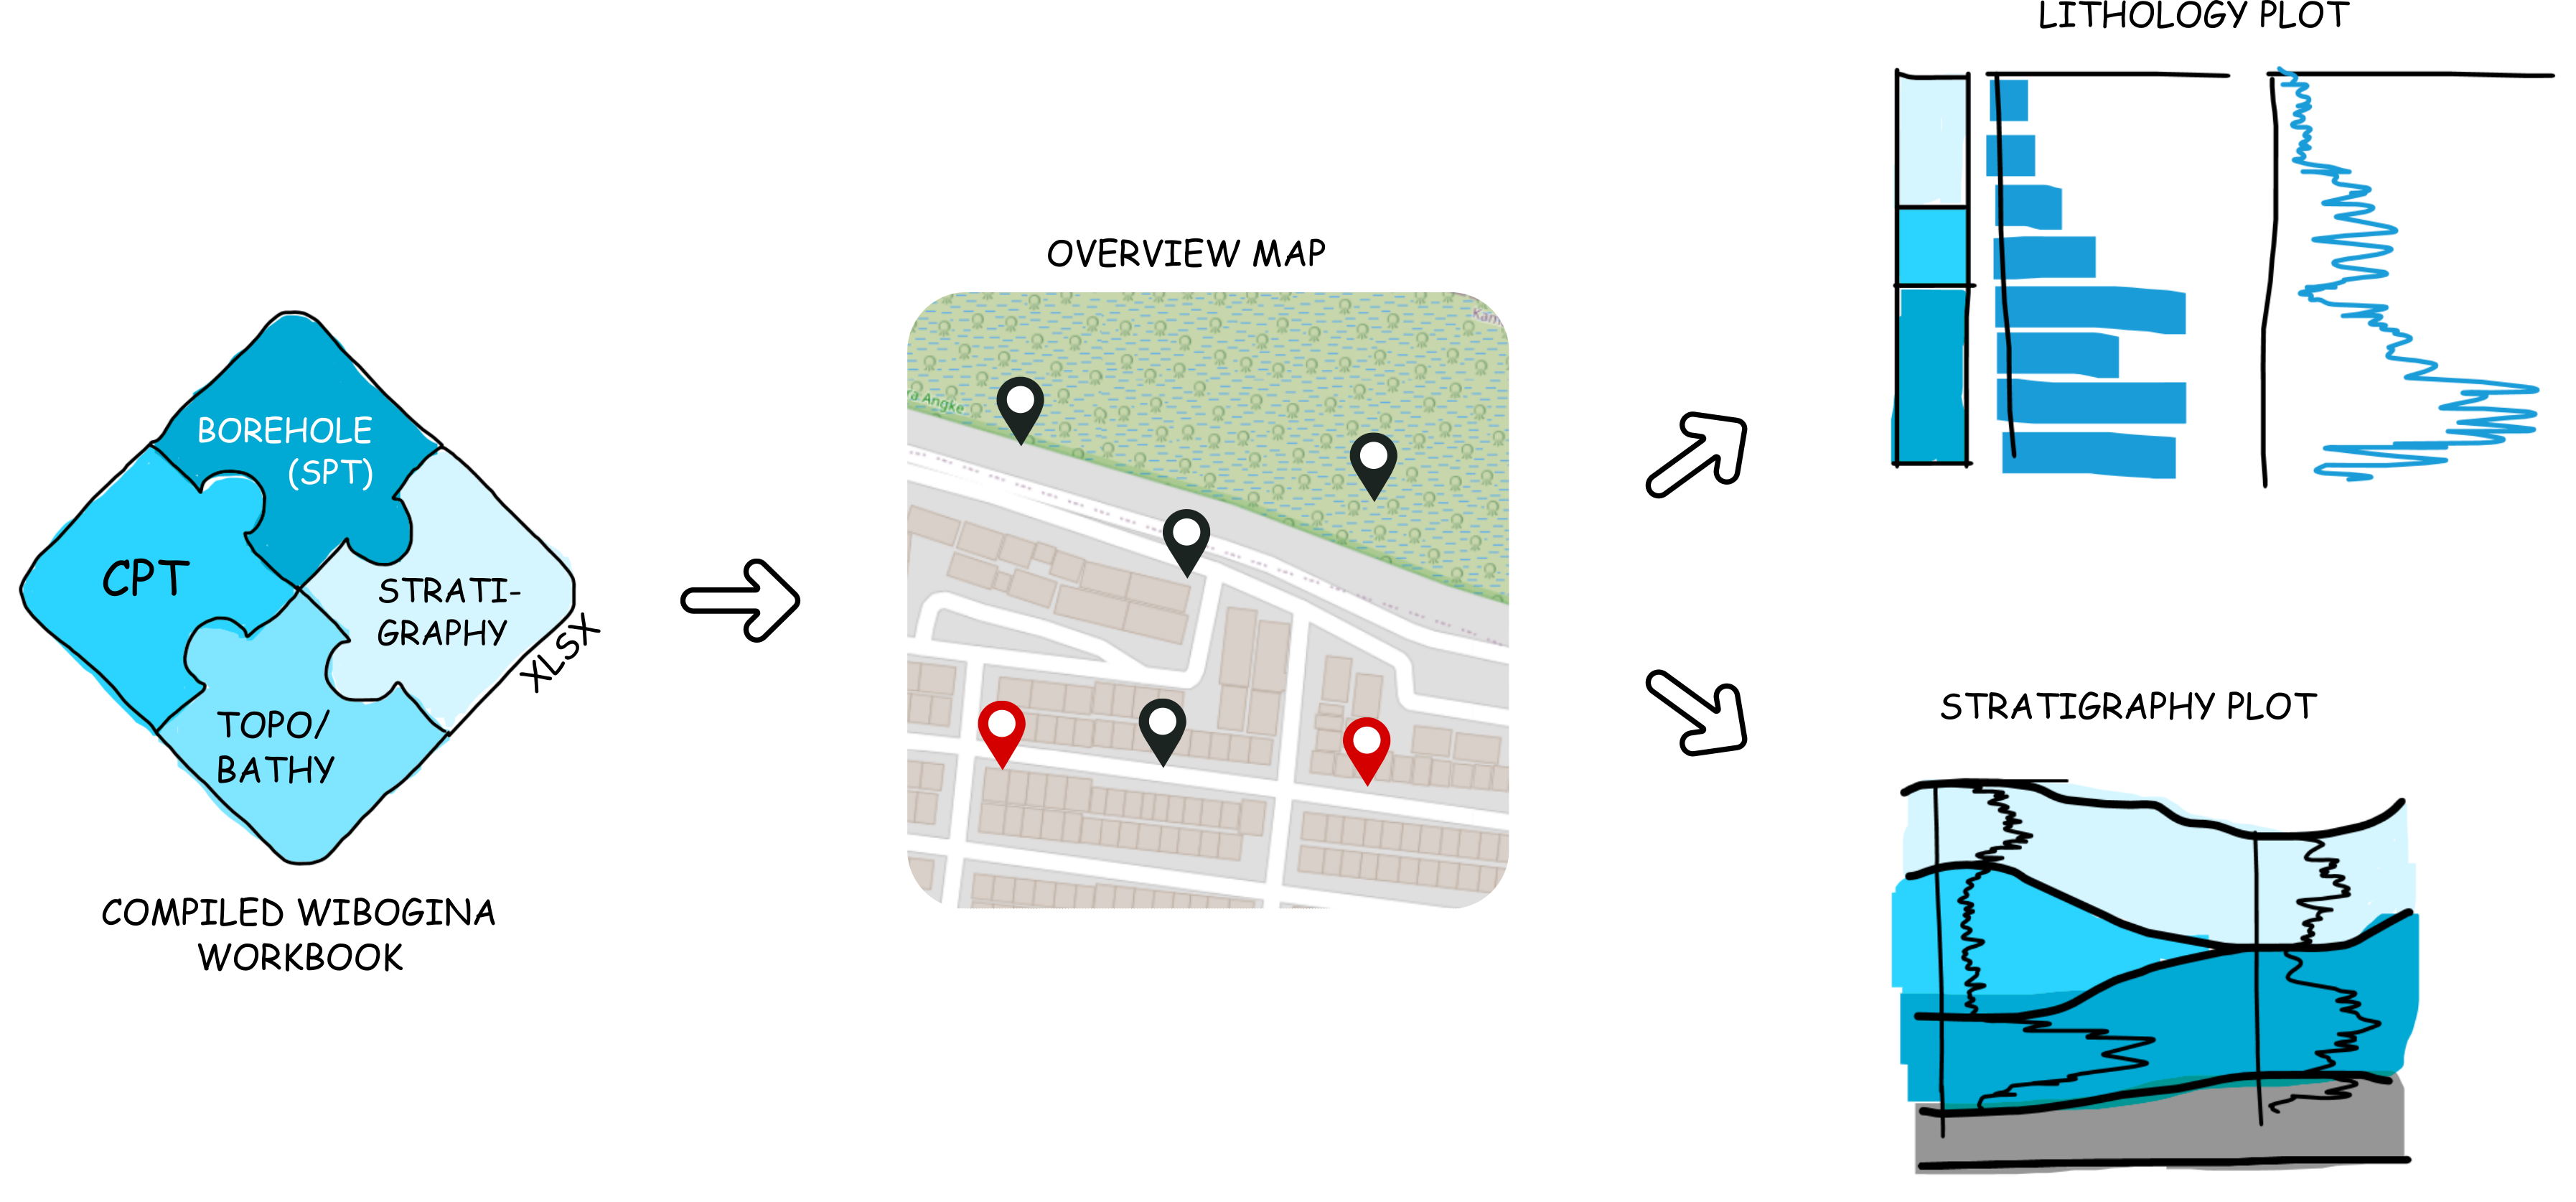 LITHOLOGY PLOT
OVERVIEW MAP
Kam
a Angke
BOREHOLE
(SPT)
CPT
STRATI-
GRAPHY
XLSX
TOPO/
BATHY
COMPILED WIBOGINA
WORKBOOK
STRATIGRAPHY PLOT